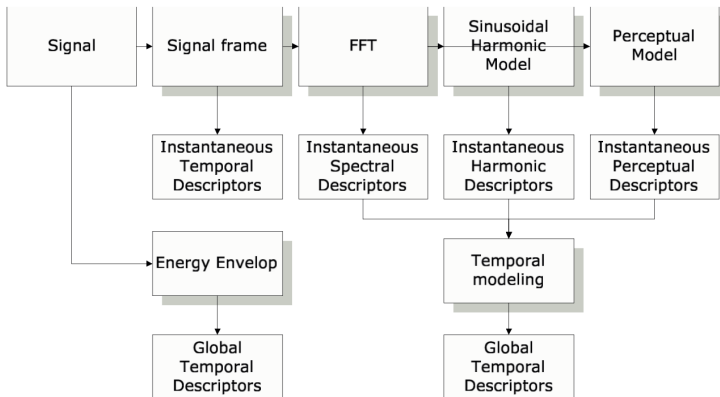 Signal
Signal frame
FFT
Sinusoidal
Harmonic
Model
Perceptual
Model
Instantaneous
Temporal
Descriptors
Instantaneous
Spectral
Descriptors
Instantaneous
Harmonic
Descriptors
Instantaneous
Perceptual
Descriptors
Energy Envelop
Temporal
modeling
Global
Temporal
Descriptors
Global
Temporal
Descriptors